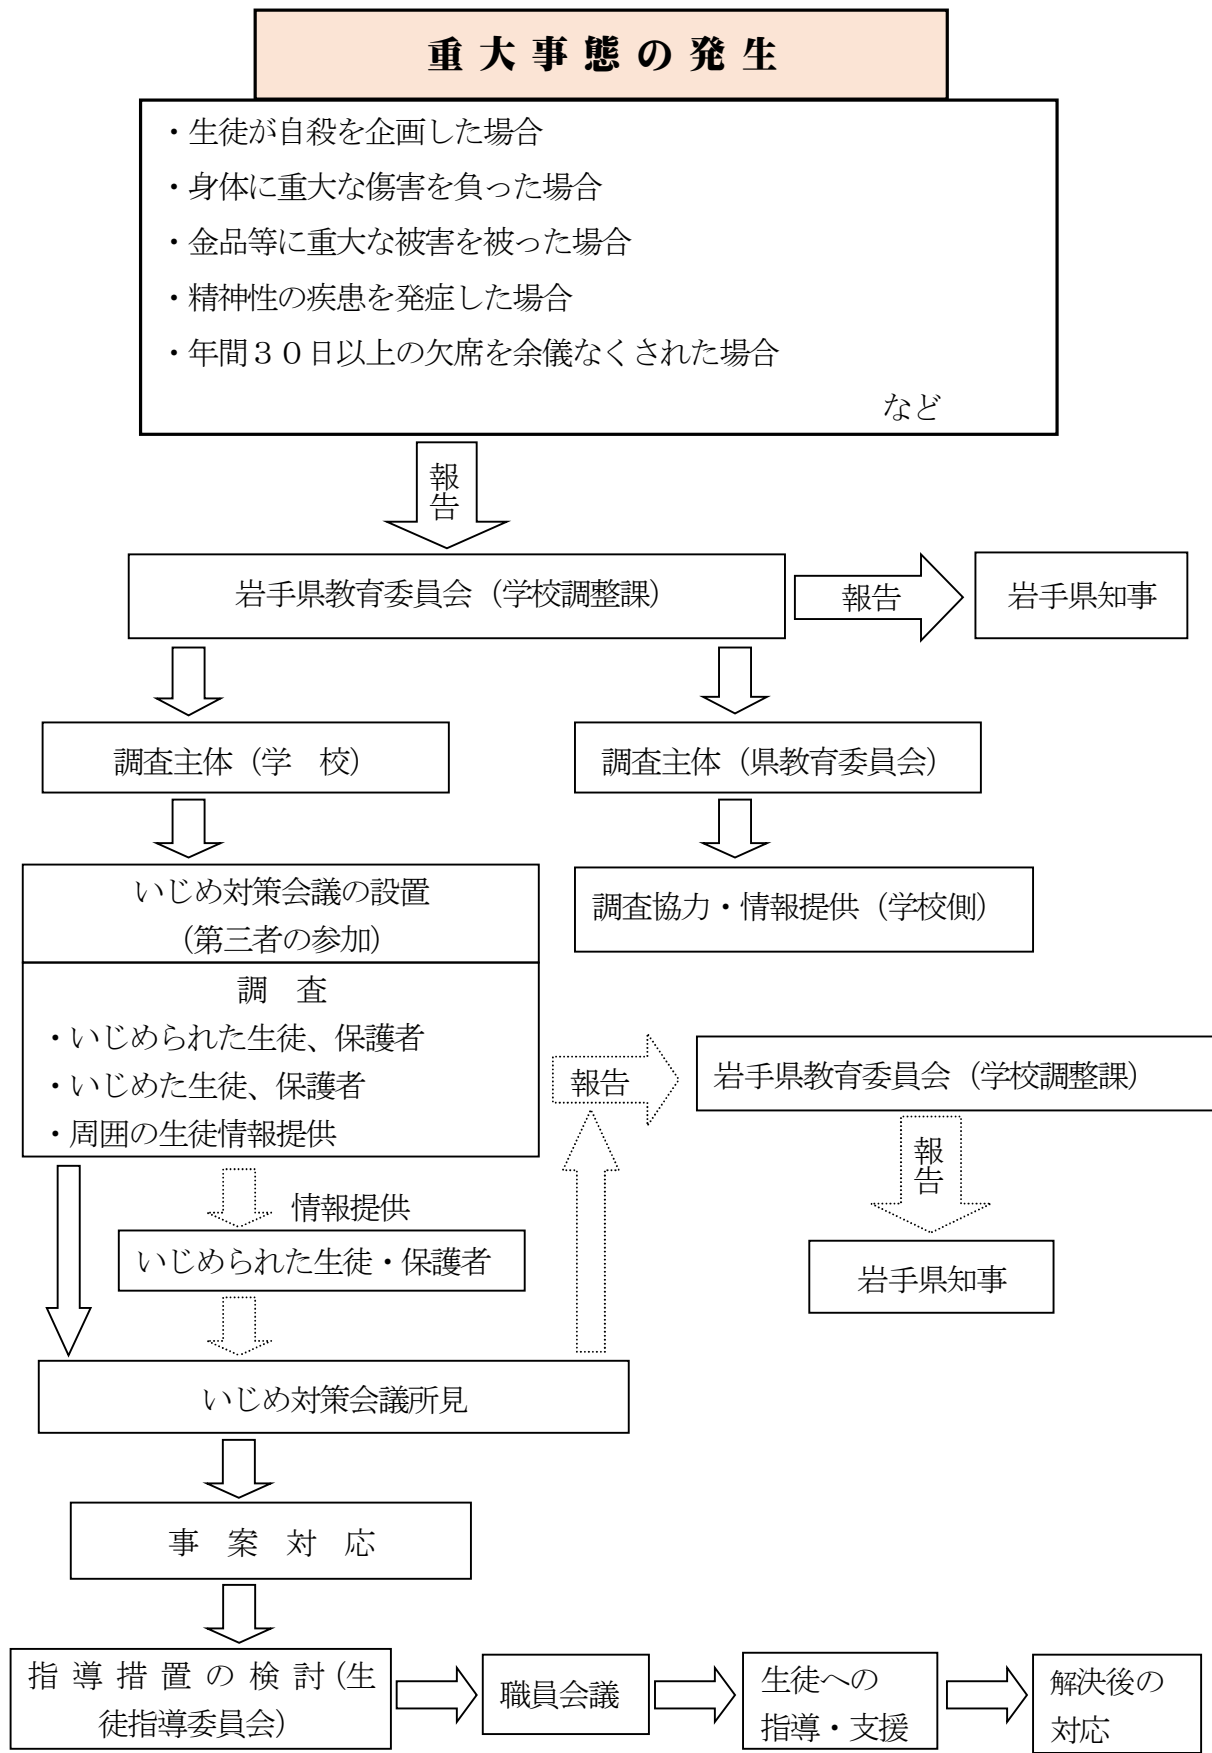 重大事態の発生
・生徒が自殺を企画した場合
・身体に重大な傷害を負った場合
・金品等に重大な被害を被った場合
・精神性の疾患を発症した場合
・年間３０日以上の欠席を余儀なくされた場合
など
報告
岩手県教育委員会（学校調整課）
報告
岩手県知事
調査主体（学　校）
調査主体（県教育委員会）
いじめ対策会議の設置
（第三者の参加）
調査協力・情報提供（学校側）
調　査
・いじめられた生徒、保護者
・いじめた生徒、保護者
・周囲の生徒情報提供
報告
岩手県教育委員会（学校調整課）
報告
岩手県知事
情報提供
いじめられた生徒・保護者
いじめ対策会議所見
事　案　対　応
指 導 措 置 の 検 討（生
徒指導委員会）
職員会議
生徒への
指導・支援
解決後の
対応